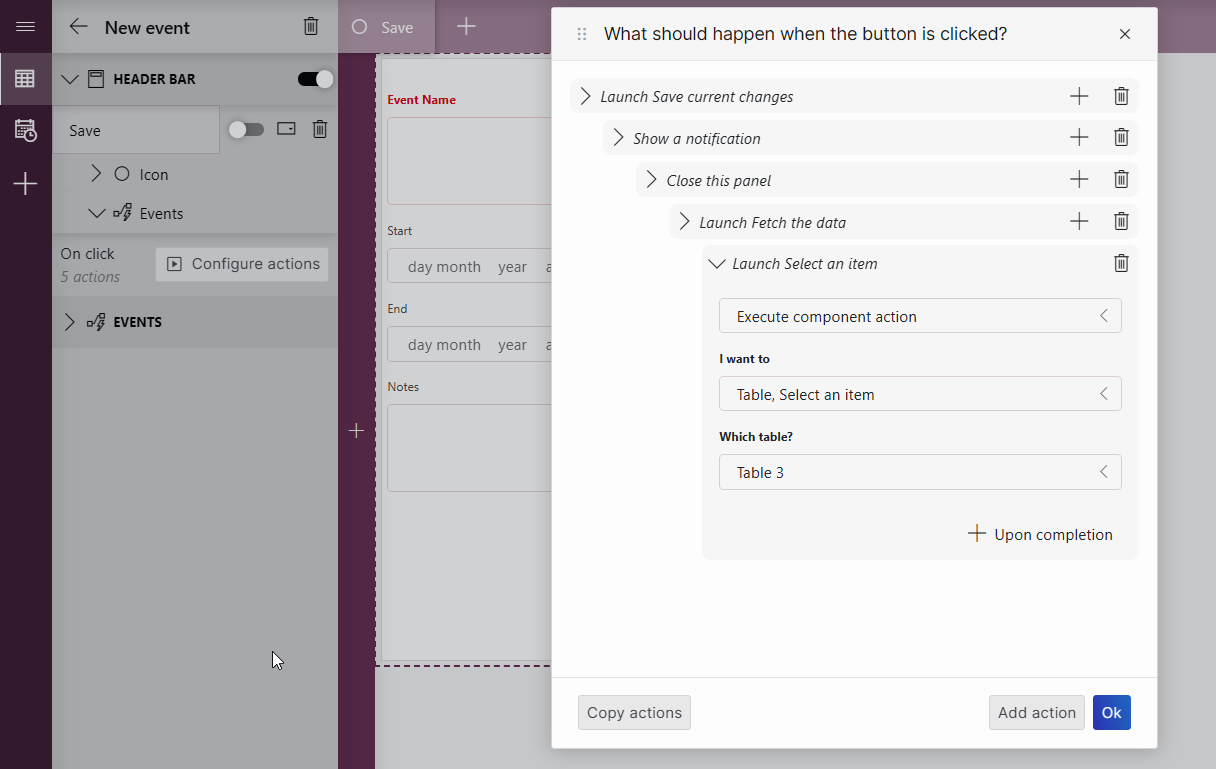 New event
Save
What should happen when the button is clicked?
HEADER BAR
Save
Icon
Events
On click
5 actions
Configure actions
EVENTS
Event Name
Start
day month year a
End
day month year a
Notes
Launch Save current changes
Show a notification
Close this panel
Launch Fetch the data
Launch Select an item
Execute component action
I want to
Table, Select an item
Which table?
Table 3
Upon completion
Copy actions
Add action
Ok